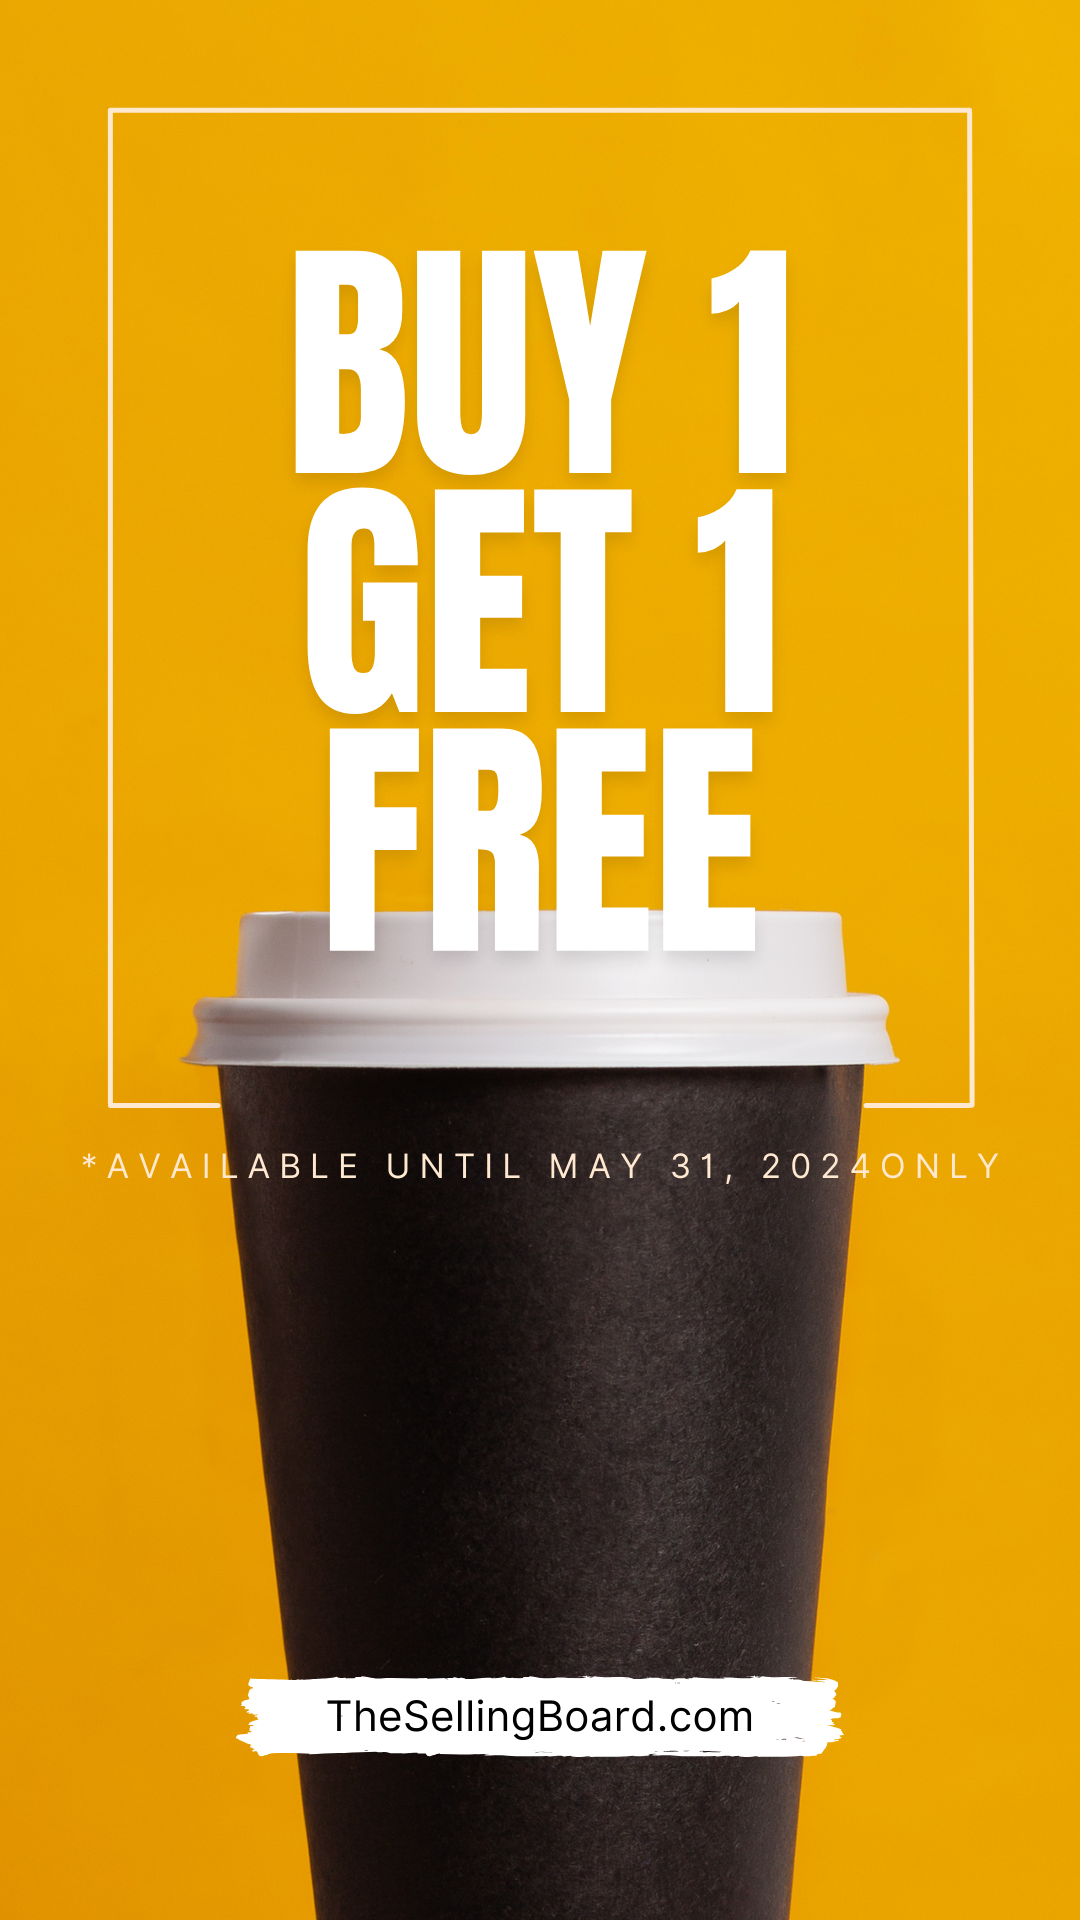 BUY 1
GET 1
FREE
*AVAILABLE UNTIL MAY 31, 2024ONLY
TheSellingBoard.com